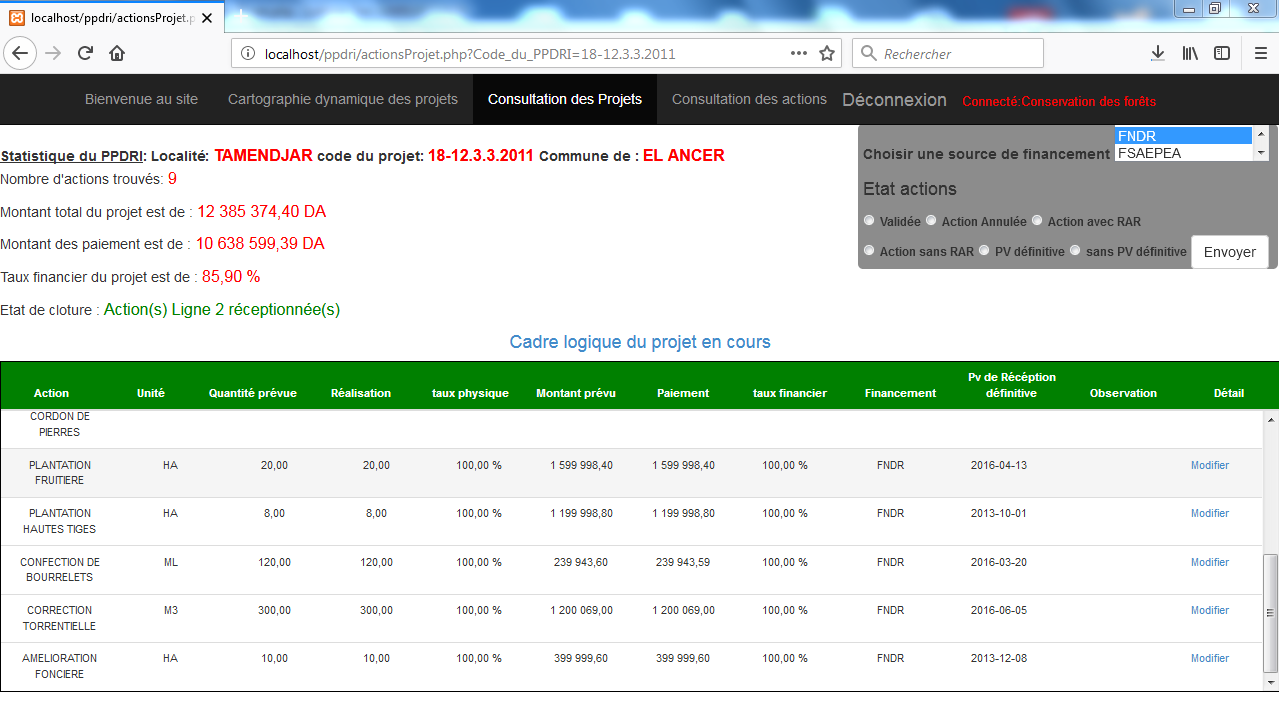 localhost/ppdri/actionsProjet.p
localhost/ppdri/actionsProjet.php?Code_du_PPDRI=18-12.3.3.2011
Rechercher
Bienvenue au site Cartographie dynamique des projets Consultation des Projets Consultation des actions Déconnexion Connecté:Conservation des forêts
Statistique du PPDRI: Localité: TAMENDJAR code du projet: 18-12.3.3.2011 Commune de : EL ANCER
Nombre d'actions trouvés: 9
Montant total du projet est de : 12 385 374,40 DA
Montant des paiement est de : 10 638 599,39 DA
Taux financier du projet est de : 85,90 %
Etat de cloture : Action(s) Ligne 2 réceptionnée(s)
Choisir une source de financement
FNDR
FSAEPEA
Etat actions
Validée Action Annulée Action avec RAR
Action sans RAR PV définitive sans PV définitive Envoyer
Cadre logique du projet en cours
Action Unité Quantité prévue Réalisation taux physique Montant prévu Paiement taux financier Financement Pv de Récéption définitive Observation Détail
CORDON DE
PIERRES
PLANTATION FRUITIERE HA 20,00 20,00 100,00 % 1 599 998,40 1 599 998,40 100,00 % FNDR 2016-04-13 Modifier
PLANTATION HAUTES TIGES HA 8,00 8,00 100,00 % 1 199 998,80 1 199 998,80 100,00 % FNDR 2013-10-01 Modifier
CONFECTION DE BOURRELETS ML 120,00 120,00 100,00 % 239 943,60 239 943,59 100,00 % FNDR 2016-03-20 Modifier
CORRECTION TORRENTIELLE M3 300,00 300,00 100,00 % 1 200 069,00 1 200 069,00 100,00 % FNDR 2016-06-05 Modifier
AMELIORATION FONCIERE HA 10,00 10,00 100,00 % 399 999,60 399 999,60 100,00 % FNDR 2013-12-08 Modifier